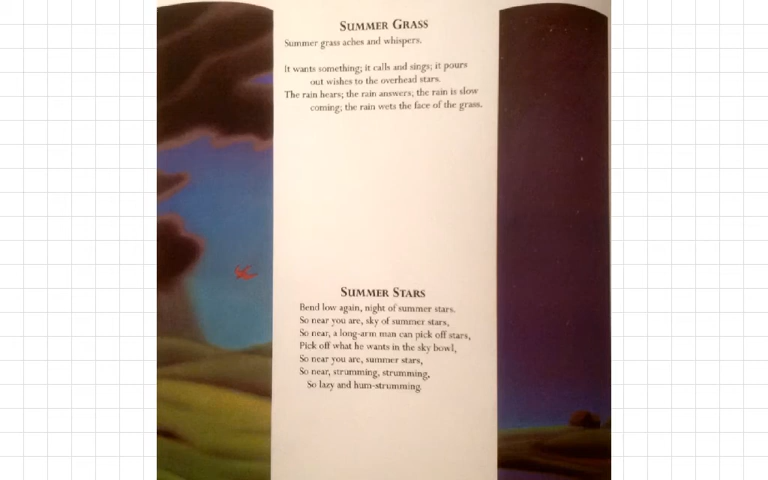 SUMMER GRASS
Summer grass aches and whispers.
It wants something; it calls and sings; it pours
out wishes to the overhead stars.
The rain hears; the rain answers; the rain is slow
coming; the rain wets the face of the grass.
SUMMER STARS
Bend low again, night of summer stars.
So near you are, sky of summer stars,
So near, a long-arm man can pick off stars,
Pick off what he wants in the sky bowl,
So near you are, summer stars,
So near, strumming, strumming,
So lazy and hum-strumming.